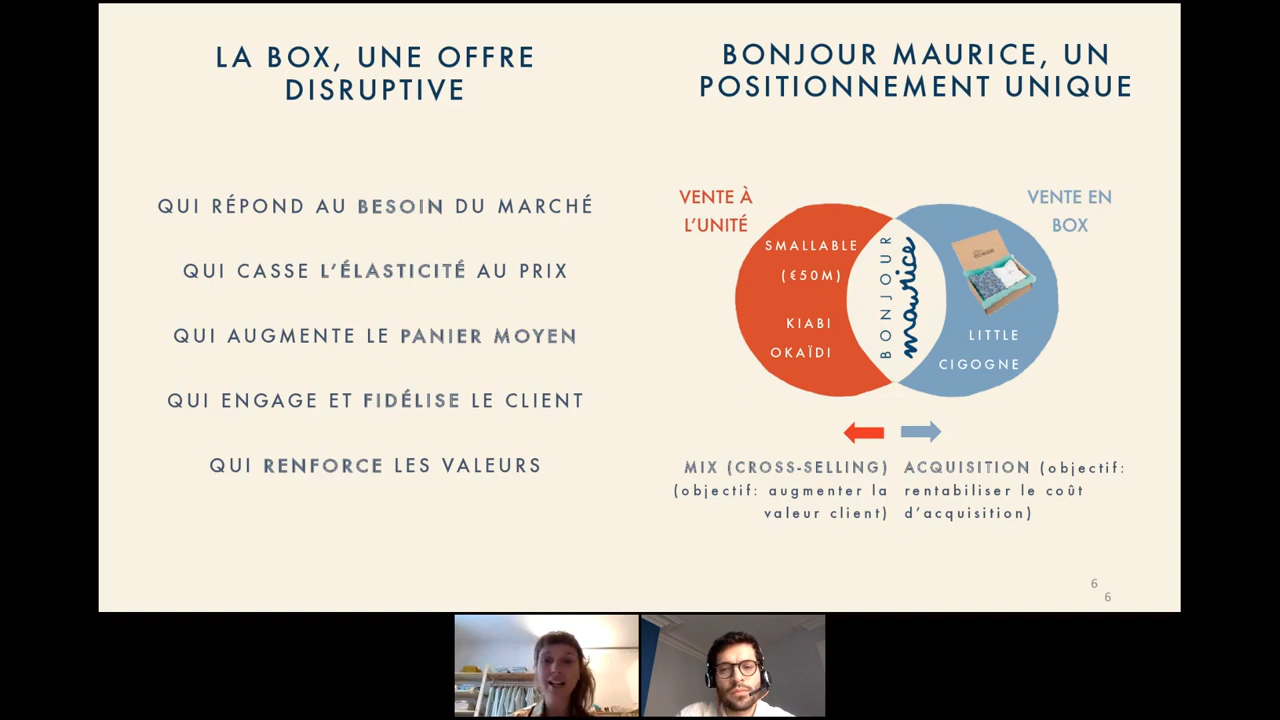 LA BOX, UNE OFFRE
DISRUPTIVE
QUI RÉPOND AU BESOIN DU MARCHÉ
QUI CASSE L'ÉLASTICITÉ AU PRIX
QUI AUGMENTE LE PANIER MOYEN
QUI ENGAGE ET FIDÉLISE LE CLIENT
QUI RENFORCE LES VALEURS
BONJOUR MAURICE, UN
POSITIONNEMENT UNIQUE
VENTE À
L'UNITÉ
SMALLABLE
(€50M)
KIABI
OKAÏDI
BONJOUR
maurice
VENTE EN
BOX
LITTLE
CIGOGNE
MIX (CROSS-SELLING)
(objectif: augmenter la
valeur client)
ACQUISITION (objectif:
rentabiliser le coût
d'acquisition)
6
6